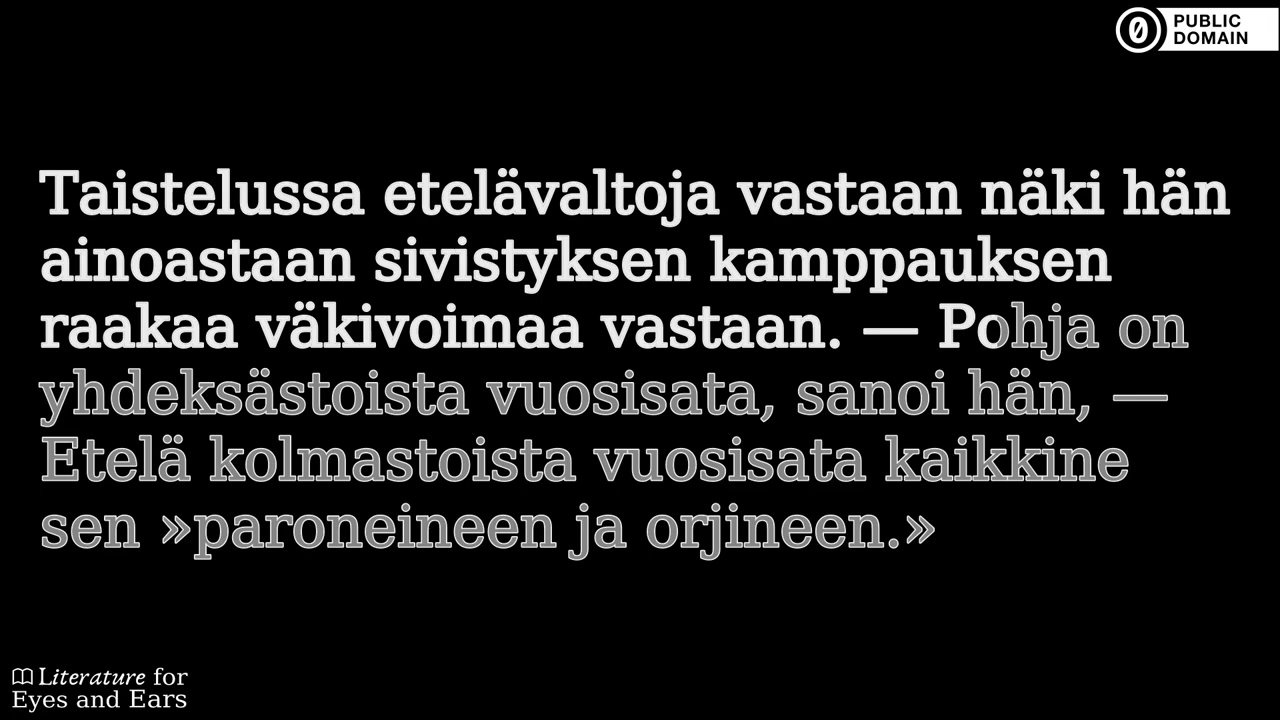 PUBLIC
DOMAIN
Taistelussa etelävaltoja vastaan näki hän
ainoastaan sivistyksen kamppauksen
raakaa väkivoimaa vastaan. — Pohja on
yhdeksästoista vuosisata, sanoi hän, —
Etelä kolmastoista vuosisata kaikkine
sen »paroneineen ja orjineen.»
Literature for
Eyes and Ears